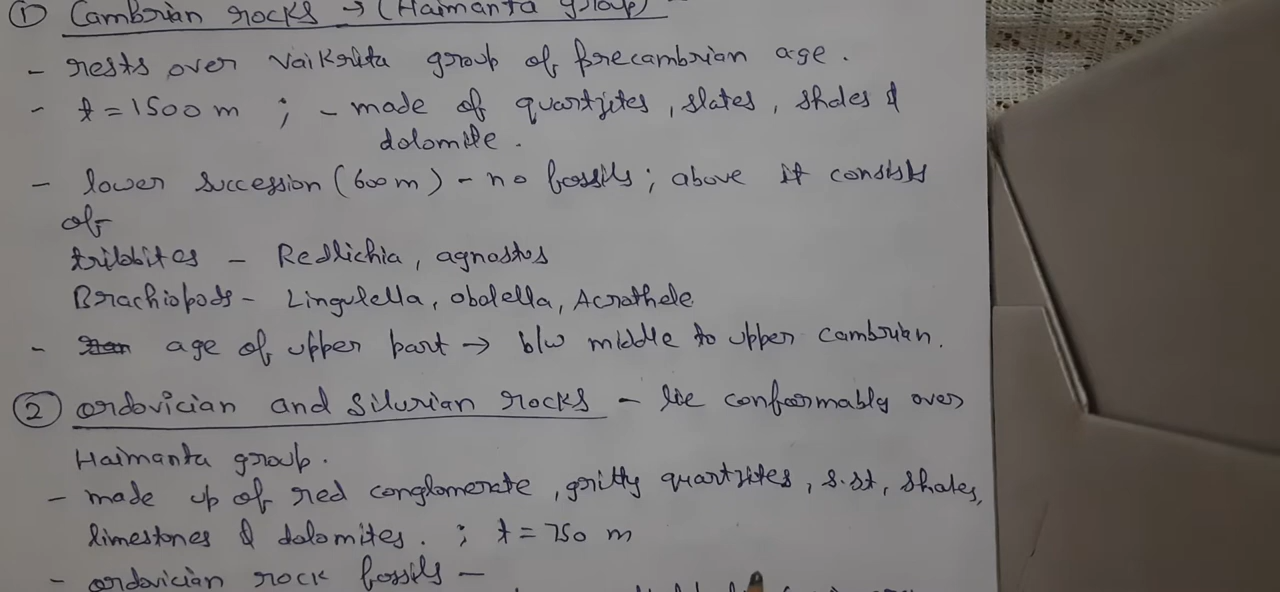 ① Cambrian rocks → (Haimanta group)
- rests over Vaikrita group of precambrian age.
- t = 1500 m ; - made of quartzites, slates, shales &
dolomite.
- lower succession (600 m) - no fossils ; above it consists
of
trilobites - Redlichia, agnostos
Brachiopods - Lingulella, obolella, Acrothele
- age of upper part → b/w middle to upper cambrian.
② ordovician and silurian rocks - lie conformably over
Haimanta group.
- made up of red conglomerate, gritty quartzites, s.st, shales,
limestones & dolomites. ; t = 750 m
- ordovician rock fossils -